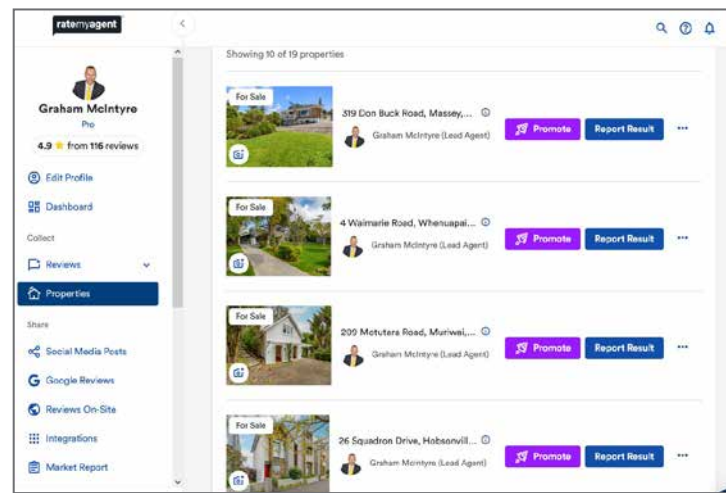 ratemyagent
Graham McIntyre
Pro
4.9 ★ from 116 reviews
Edit Profile
Dashboard
Collect
Reviews
Properties
Share
Social Media Posts
Google Reviews
Reviews On-Site
Integrations
Market Report
Showing 10 of 19 properties
For Sale
319 Don Buck Road, Massey,...
Graham McIntyre (Lead Agent)
Promote
Report Result
For Sale
4 Waimarie Road, Whenuapai...
Graham McIntyre (Lead Agent)
Promote
Report Result
For Sale
209 Motutara Road, Muriwai,...
Graham McIntyre (Lead Agent)
Promote
Report Result
For Sale
26 Squadron Drive, Hobsonvill...
Graham McIntyre (Lead Agent)
Promote
Report Result